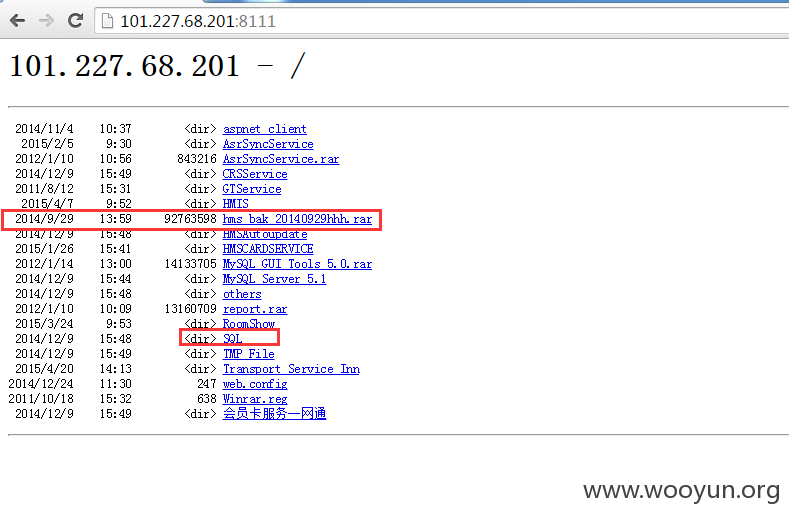 101.227.68.201:8111
101.227.68.201 - /
2014/11/4 10:37 <dir> aspnet_client
2015/2/5 9:30 <dir> AsrSyncService
2012/1/10 10:56 843216 AsrSyncService.rar
2014/12/9 15:49 <dir> CRSService
2011/8/12 15:31 <dir> GTService
2015/4/7 9:52 <dir> HMIS
2014/9/29 13:59 92763598 hms_bak_20140929hhh.rar
2014/12/9 15:48 <dir> HMSAutoupdate
2015/1/26 15:41 <dir> HMSCARDSERVICE
2012/1/14 13:00 14133705 MySQL GUI Tools 5.0.rar
2014/12/9 15:44 <dir> MySQL Server 5.1
2014/12/9 15:48 <dir> others
2012/1/10 10:09 13160709 report.rar
2015/3/24 9:53 <dir> RoomShow
2014/12/9 15:48 <dir> SQL
2014/12/9 15:49 <dir> TMP File
2015/4/20 14:13 <dir> Transport Service Inn
2014/12/24 11:30 247 web.config
2011/10/18 15:32 638 Winrar.reg
2014/12/9 15:49 <dir> 会员卡服务一网通
www.wooyun.org